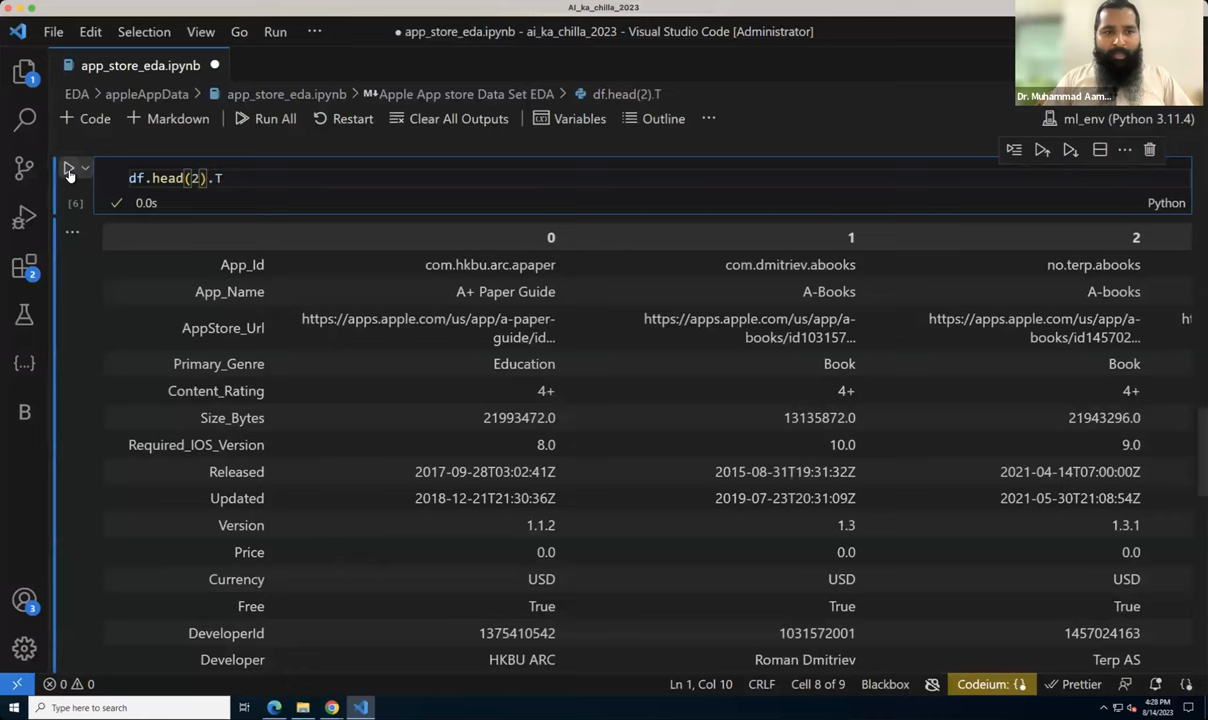 AI_ka_chilla_2023
File Edit Selection View Go Run ···
● app_store_eda.ipynb - ai_ka_chilla_2023 - Visual Studio Code [Administrator]
app_store_eda.ipynb ●
EDA > appleAppData > app_store_eda.ipynb > M↓Apple App store Data Set EDA > df.head(2).T
Dr. Muhammad Aam...
+ Code + Markdown Run All Restart Clear All Outputs Variables Outline ···
ml_env (Python 3.11.4)
df.head(2).T
[6] 0.0s Python
0 1 2
App_Id com.hkbu.arc.apaper com.dmitriev.abooks no.terp.abooks
App_Name A+ Paper Guide A-Books A-books
AppStore_Url https://apps.apple.com/us/app/a-paper-guide/id... https://apps.apple.com/us/app/a-books/id103157... https://apps.apple.com/us/app/a-books/id145702... ht
Primary_Genre Education Book Book
Content_Rating 4+ 4+ 4+
Size_Bytes 21993472.0 13135872.0 21943296.0
Required_IOS_Version 8.0 10.0 9.0
Released 2017-09-28T03:02:41Z 2015-08-31T19:31:32Z 2021-04-14T07:00:00Z
Updated 2018-12-21T21:30:36Z 2019-07-23T20:31:09Z 2021-05-30T21:08:54Z
Version 1.1.2 1.3 1.3.1
Price 0.0 0.0 0.0
Currency USD USD USD
Free True True True
DeveloperId 1375410542 1031572001 1457024163
Developer HKBU ARC Roman Dmitriev Terp AS
1
2
{...}
B
3
0 0 Ln 1, Col 10 CRLF Cell 8 of 9 Blackbox Codeium: {} Prettier
Type here to search
4:28 PM
8/14/2023